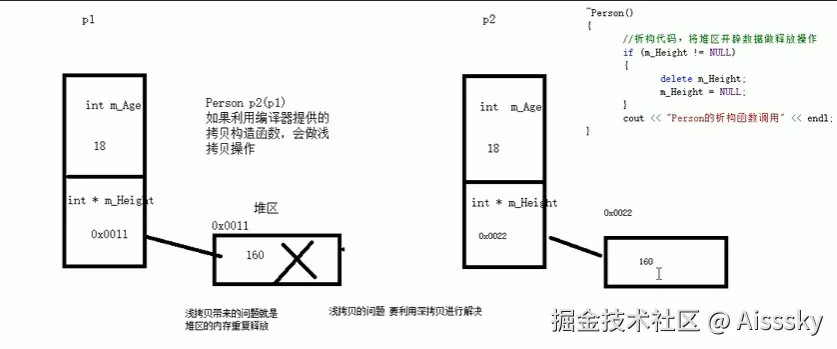 p1
int m_Age
18
int * m_Height
0x0011
Person p2(p1)
如果利用编译器提供的
拷贝构造函数，会做浅
拷贝操作
堆区
0x0011
160
浅拷贝带来的问题就是
堆区的内存重复释放
浅拷贝的问题 要利用深拷贝进行解决
p2
int m_Age
18
int * m_Height
0x0022
0x0022
160
~Person()
{
//析构代码，将堆区开辟数据做释放操作
if (m_Height != NULL)
{
delete m_Height;
m_Height = NULL;
}
cout << "Person的析构函数调用" << endl;
}
掘金技术社区 @ Aisssky